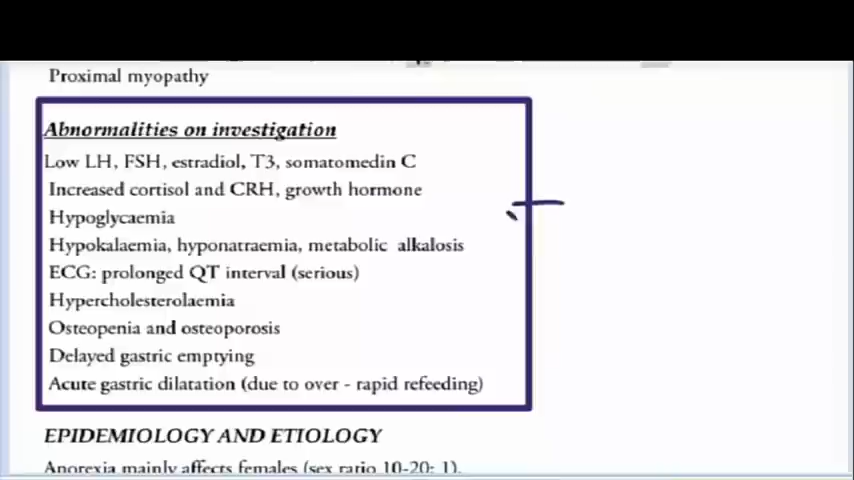 Proximal myopathy
Abnormalities on investigation
Low LH, FSH, estradiol, T3, somatomedin C
Increased cortisol and CRH, growth hormone
Hypoglycaemia
Hypokalaemia, hyponatraemia, metabolic alkalosis
ECG: prolonged QT interval (serious)
Hypercholesterolaemia
Osteopenia and osteoporosis
Delayed gastric emptying
Acute gastric dilatation (due to over - rapid refeeding)
EPIDEMIOLOGY AND ETIOLOGY
Anorexia mainly affects females (sex ratio 10-20: 1).